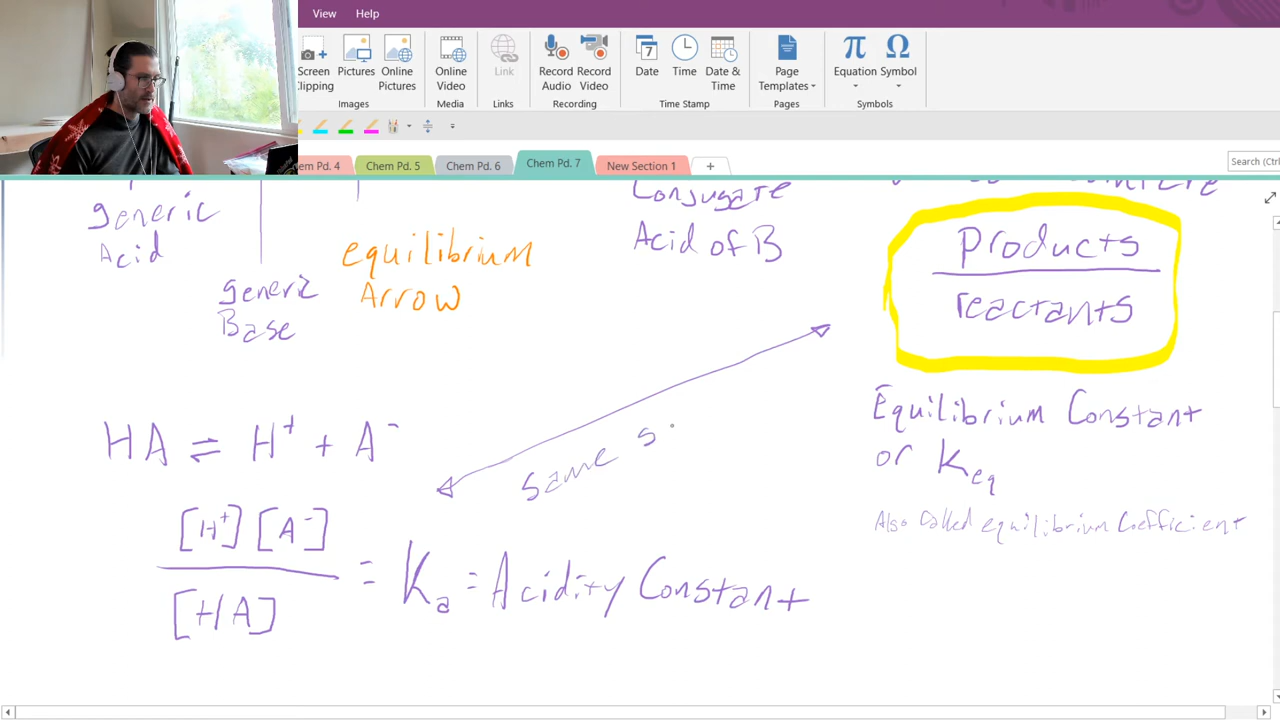 View Help
Screen Clipping
Pictures
Online Pictures
Images
Online Video
Media
Link
Links
Record Audio
Record Video
Recording
Date
Time
Date & Time
Time Stamp
Page Templates
Pages
π Equation
Ω Symbol
Symbols
Chem Pd. 5
Chem Pd. 6
Chem Pd. 7
New Section 1
+
Search (Ctrl
generic
Acid
generic
Base
equilibrium
Arrow
Conjugate
Acid of B
Products
reactants
Equilibrium Constant
or Keq
Also Called equilibrium Coefficient
HA ⇌ H⁺ + A⁻
same s
[H⁺][A⁻]
[HA]
= Ka = Acidity Constant